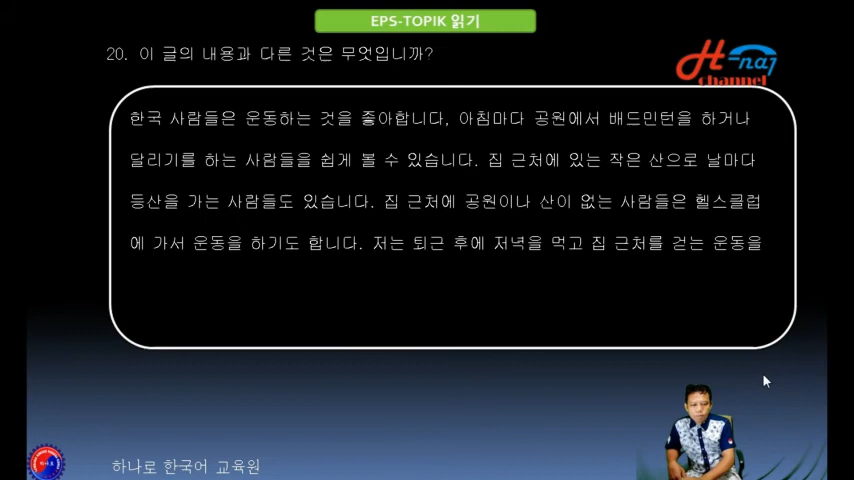 EPS-TOPIK 읽기
20. 이 글의 내용과 다른 것은 무엇입니까?
H-naj
channel
한국 사람들은 운동하는 것을 좋아합니다, 아침마다 공원에서 배드민턴을 하거나
달리기를 하는 사람들을 쉽게 볼 수 있습니다. 집 근처에 있는 작은 산으로 날마다
등산을 가는 사람들도 있습니다. 집 근처에 공원이나 산이 없는 사람들은 헬스클럽
에 가서 운동을 하기도 합니다. 저는 퇴근 후에 저녁을 먹고 집 근처를 걷는 운동을
하나로 한국어 교육원